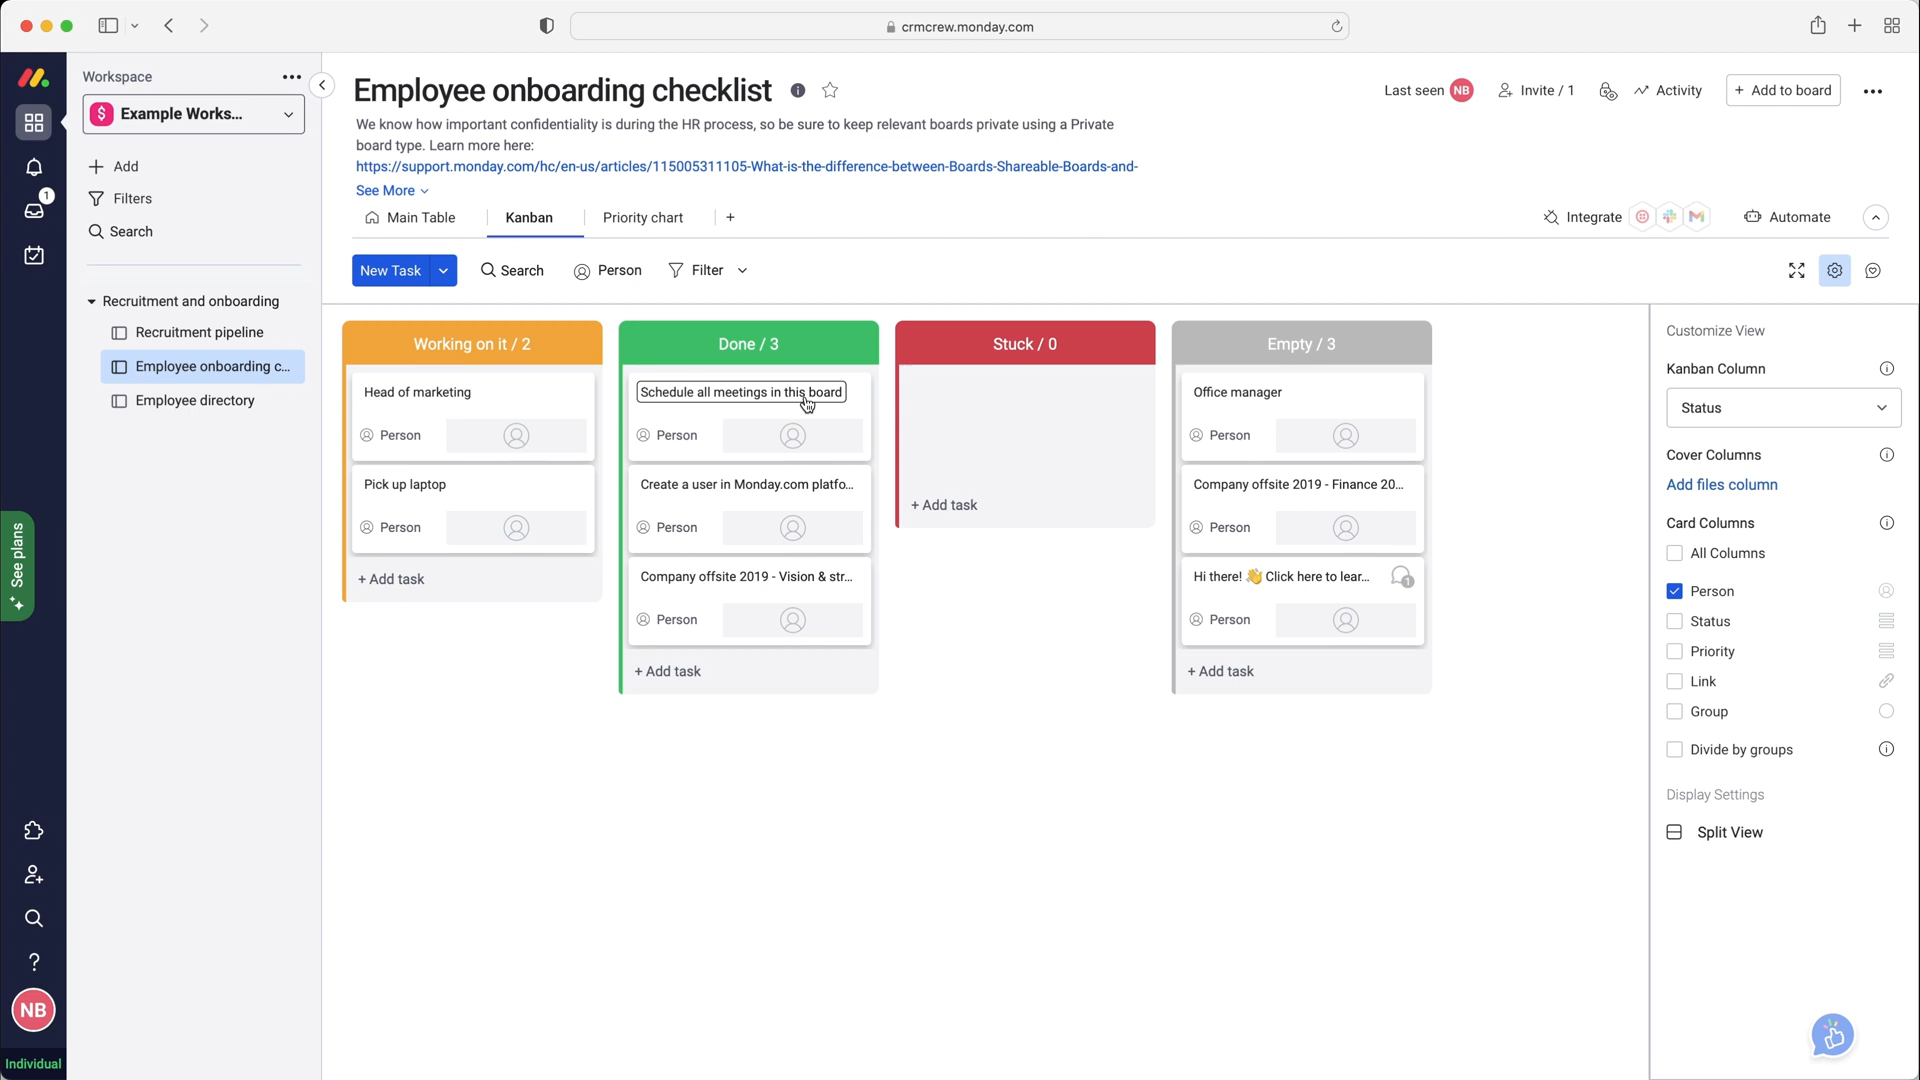 crmcrew.monday.com
Workspace
$ Example Works...
+ Add
Filters
Search
Recruitment and onboarding
Recruitment pipeline
Employee onboarding c...
Employee directory
1
See plans
?
NB
Individual
Employee onboarding checklist
Last seen NB
Invite / 1
Activity
+ Add to board
We know how important confidentiality is during the HR process, so be sure to keep relevant boards private using a Private
board type. Learn more here:
https://support.monday.com/hc/en-us/articles/115005311105-What-is-the-difference-between-Boards-Shareable-Boards-and-
See More
Main Table
Kanban
Priority chart
+
Integrate
Automate
New Task
Search
Person
Filter
Working on it / 2
Head of marketing
Person
Pick up laptop
Person
+ Add task
Done / 3
Schedule all meetings in this board
Person
Create a user in Monday.com platfo...
Person
Company offsite 2019 - Vision & str...
Person
+ Add task
Stuck / 0
+ Add task
Empty / 3
Office manager
Person
Company offsite 2019 - Finance 20...
Person
Hi there! 👋 Click here to lear...
1
Person
+ Add task
Customize View
Kanban Column
Status
Cover Columns
Add files column
Card Columns
All Columns
Person
Status
Priority
Link
Group
Divide by groups
Display Settings
Split View